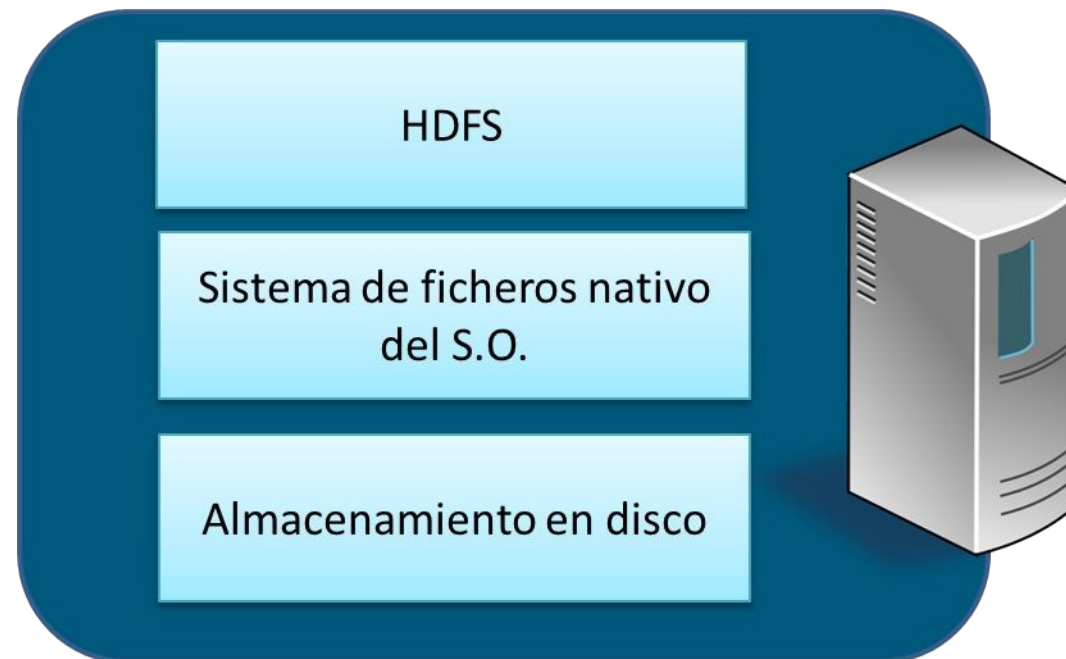 HDFS
Sistema de ficheros nativo
del S.O.
Almacenamiento en disco